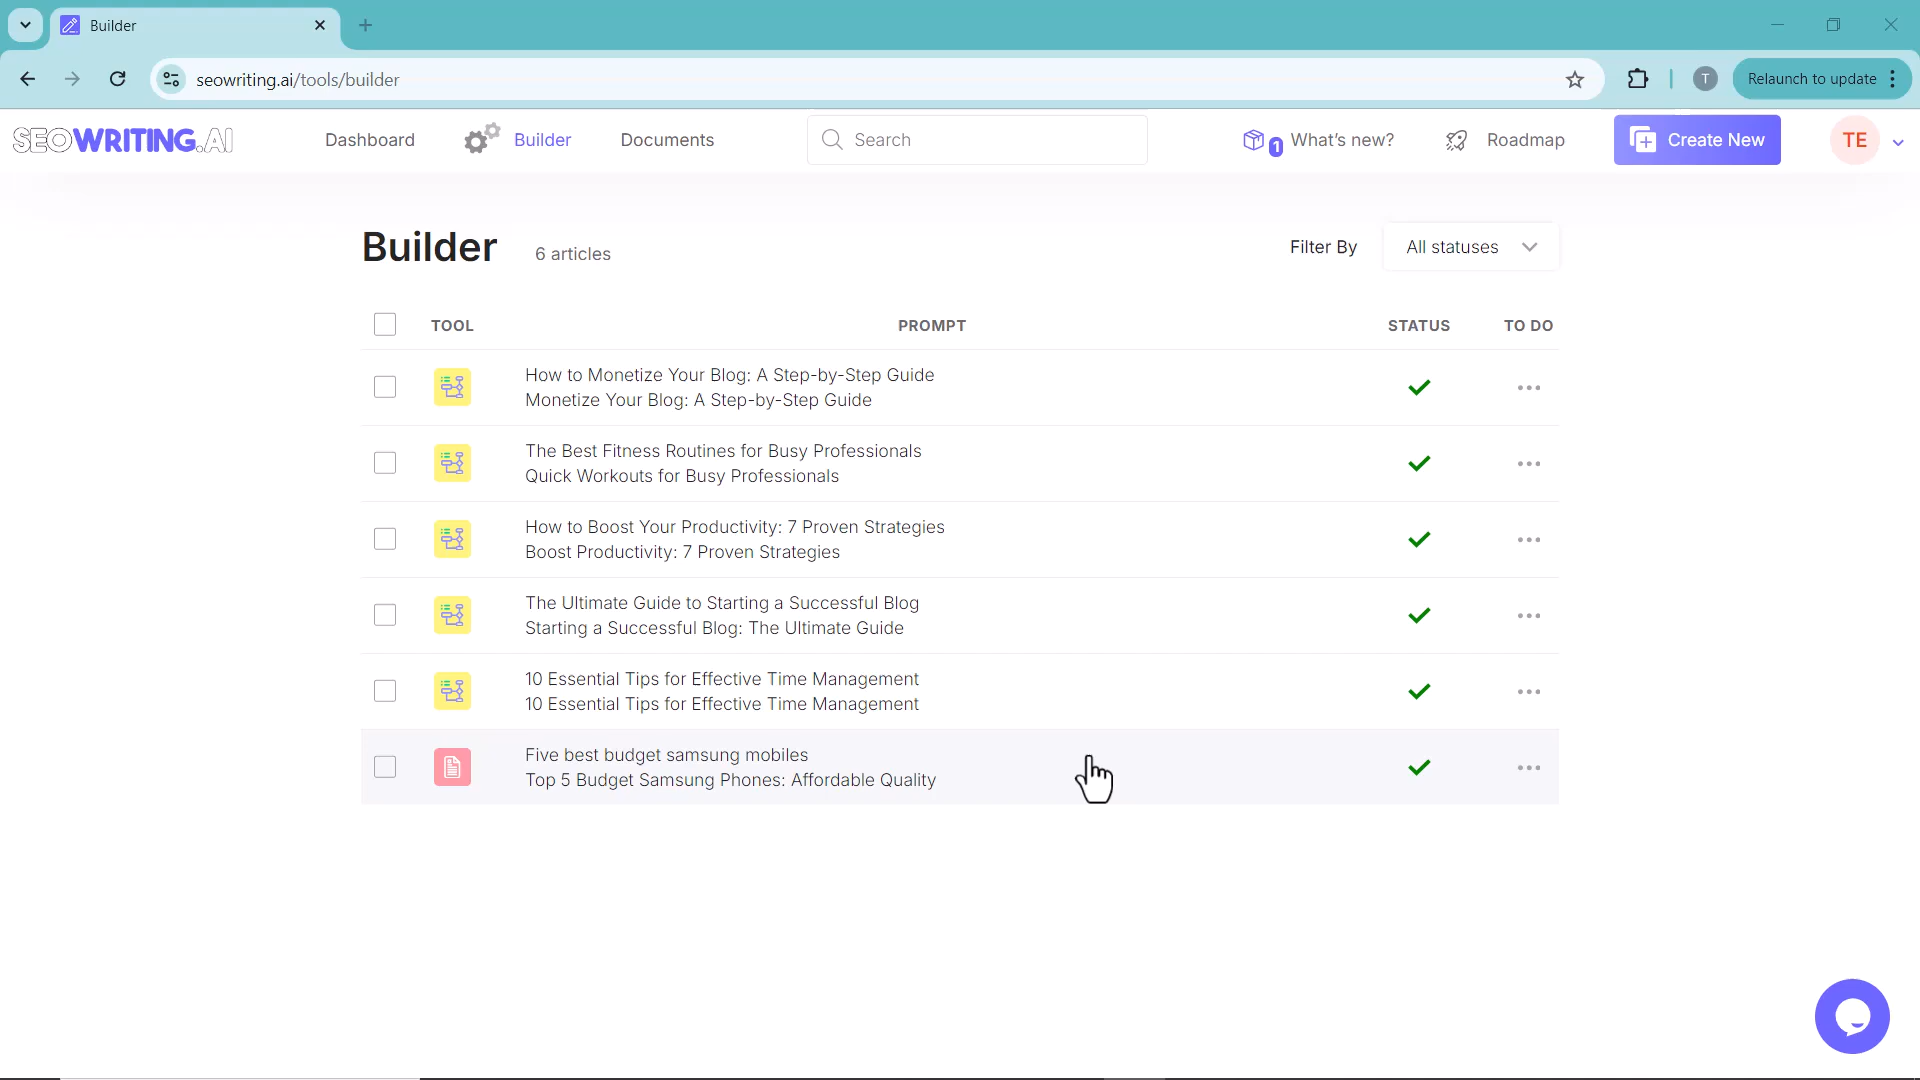 Builder
seowriting.ai/tools/builder
T
Relaunch to update
SEOWRITING.AI
Dashboard
Builder
Documents
Search
1
What's new?
Roadmap
Create New
TE
Builder
6 articles
Filter By
All statuses
TOOL
PROMPT
STATUS
TO DO
How to Monetize Your Blog: A Step-by-Step Guide
Monetize Your Blog: A Step-by-Step Guide
The Best Fitness Routines for Busy Professionals
Quick Workouts for Busy Professionals
How to Boost Your Productivity: 7 Proven Strategies
Boost Productivity: 7 Proven Strategies
The Ultimate Guide to Starting a Successful Blog
Starting a Successful Blog: The Ultimate Guide
10 Essential Tips for Effective Time Management
10 Essential Tips for Effective Time Management
Five best budget samsung mobiles
Top 5 Budget Samsung Phones: Affordable Quality